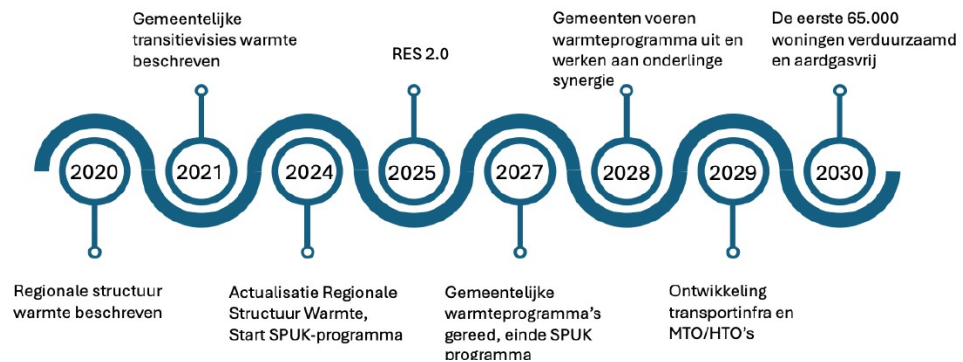 Gemeentelijke
transitievisies warmte
beschreven
RES 2.0
Gemeenten voeren
warmteprogramma uit en
werken aan onderlinge
synergie
De eerste 65.000
woningen verduurzaamd
en aardgasvrij
2020
2021
2024
2025
2027
2028
2029
2030
Regionale structuur
warmte beschreven
Actualisatie Regionale
Structuur Warmte,
Start SPUK-programma
Gemeentelijke
warmteprogramma's
gereed, einde SPUK
programma
Ontwikkeling
transportinfra en
MTO/HTO's